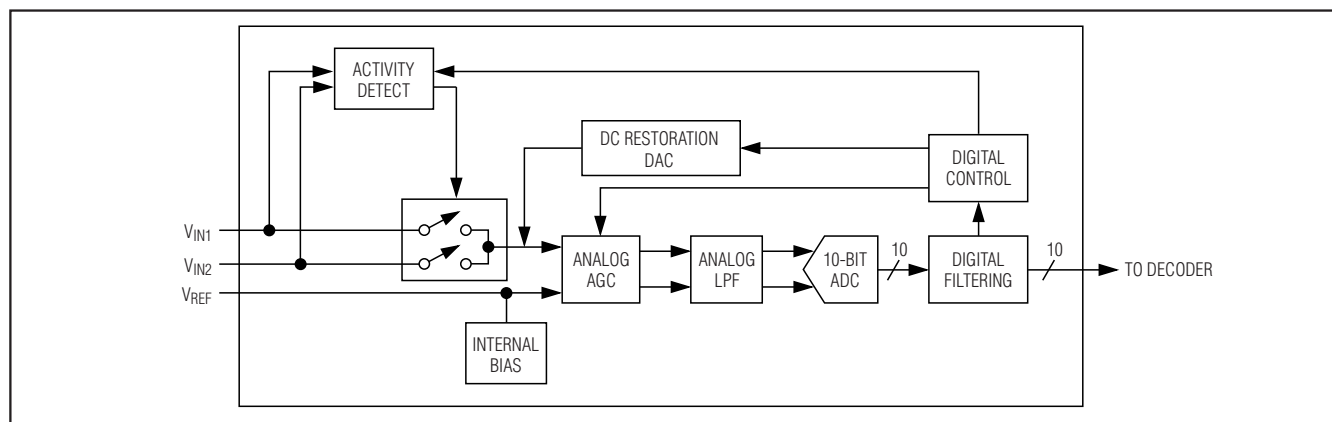 ACTIVITY
DETECT
DC RESTORATION
DAC
DIGITAL
CONTROL
VIN1
VIN2
VREF
ANALOG
AGC
ANALOG
LPF
10-BIT
ADC
10
DIGITAL
FILTERING
10
TO DECODER
INTERNAL
BIAS